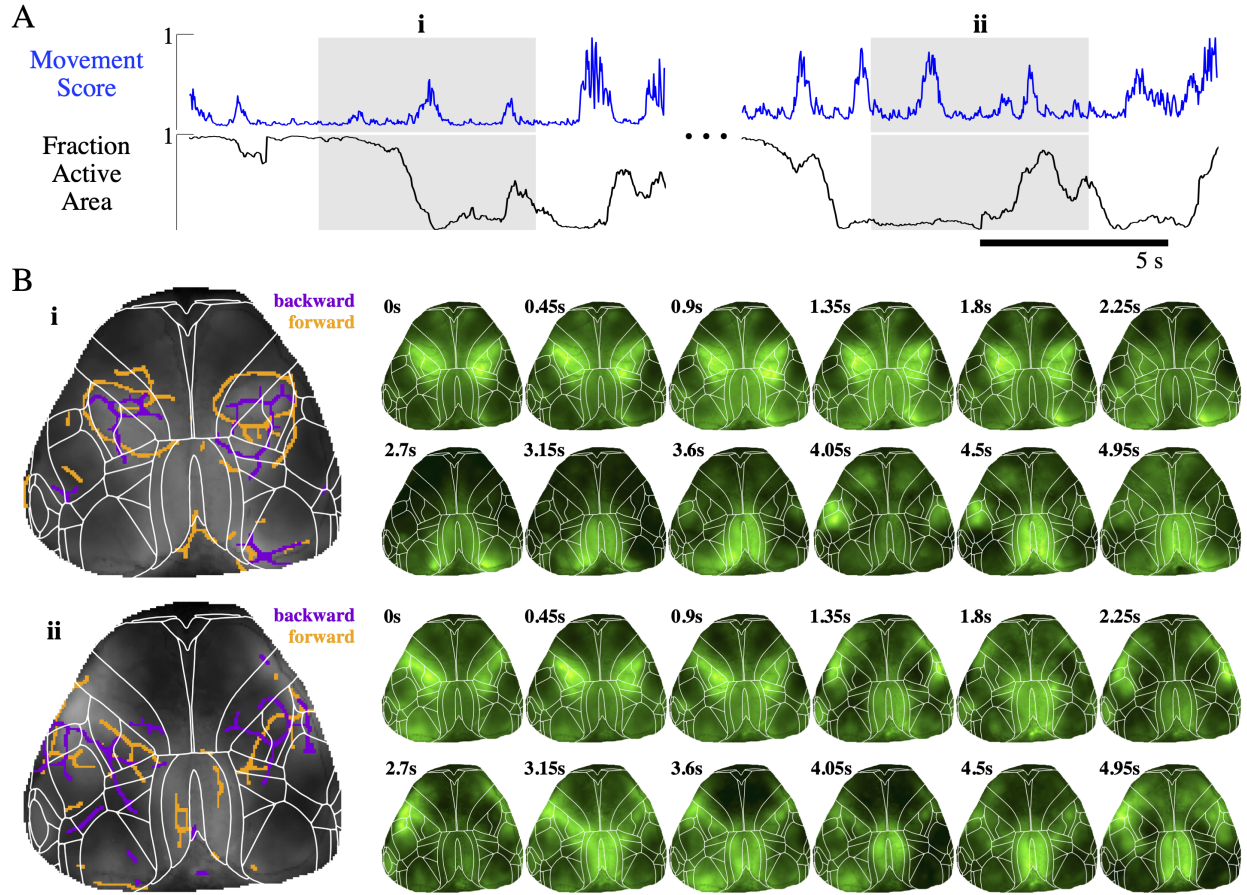 A
i
ii
1
Movement
Score
1
Fraction
Active
Area
5 s
B
i
backward
forward
0s 0.45s 0.9s 1.35s 1.8s 2.25s
2.7s 3.15s 3.6s 4.05s 4.5s 4.95s
ii
backward
forward
0s 0.45s 0.9s 1.35s 1.8s 2.25s
2.7s 3.15s 3.6s 4.05s 4.5s 4.95s